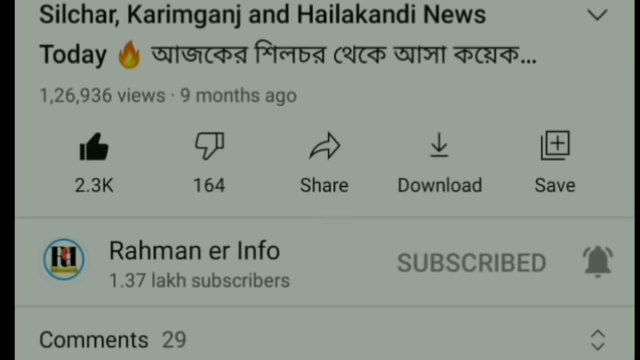 Silchar, Karimganj and Hailakandi News
Today 🔥 আজকের শিলচর থেকে আসা কয়েক...
1,26,936 views · 9 months ago
2.3K
164
Share
Download
Save
Rahman er Info
SUBSCRIBED
1.37 lakh subscribers
Comments 29